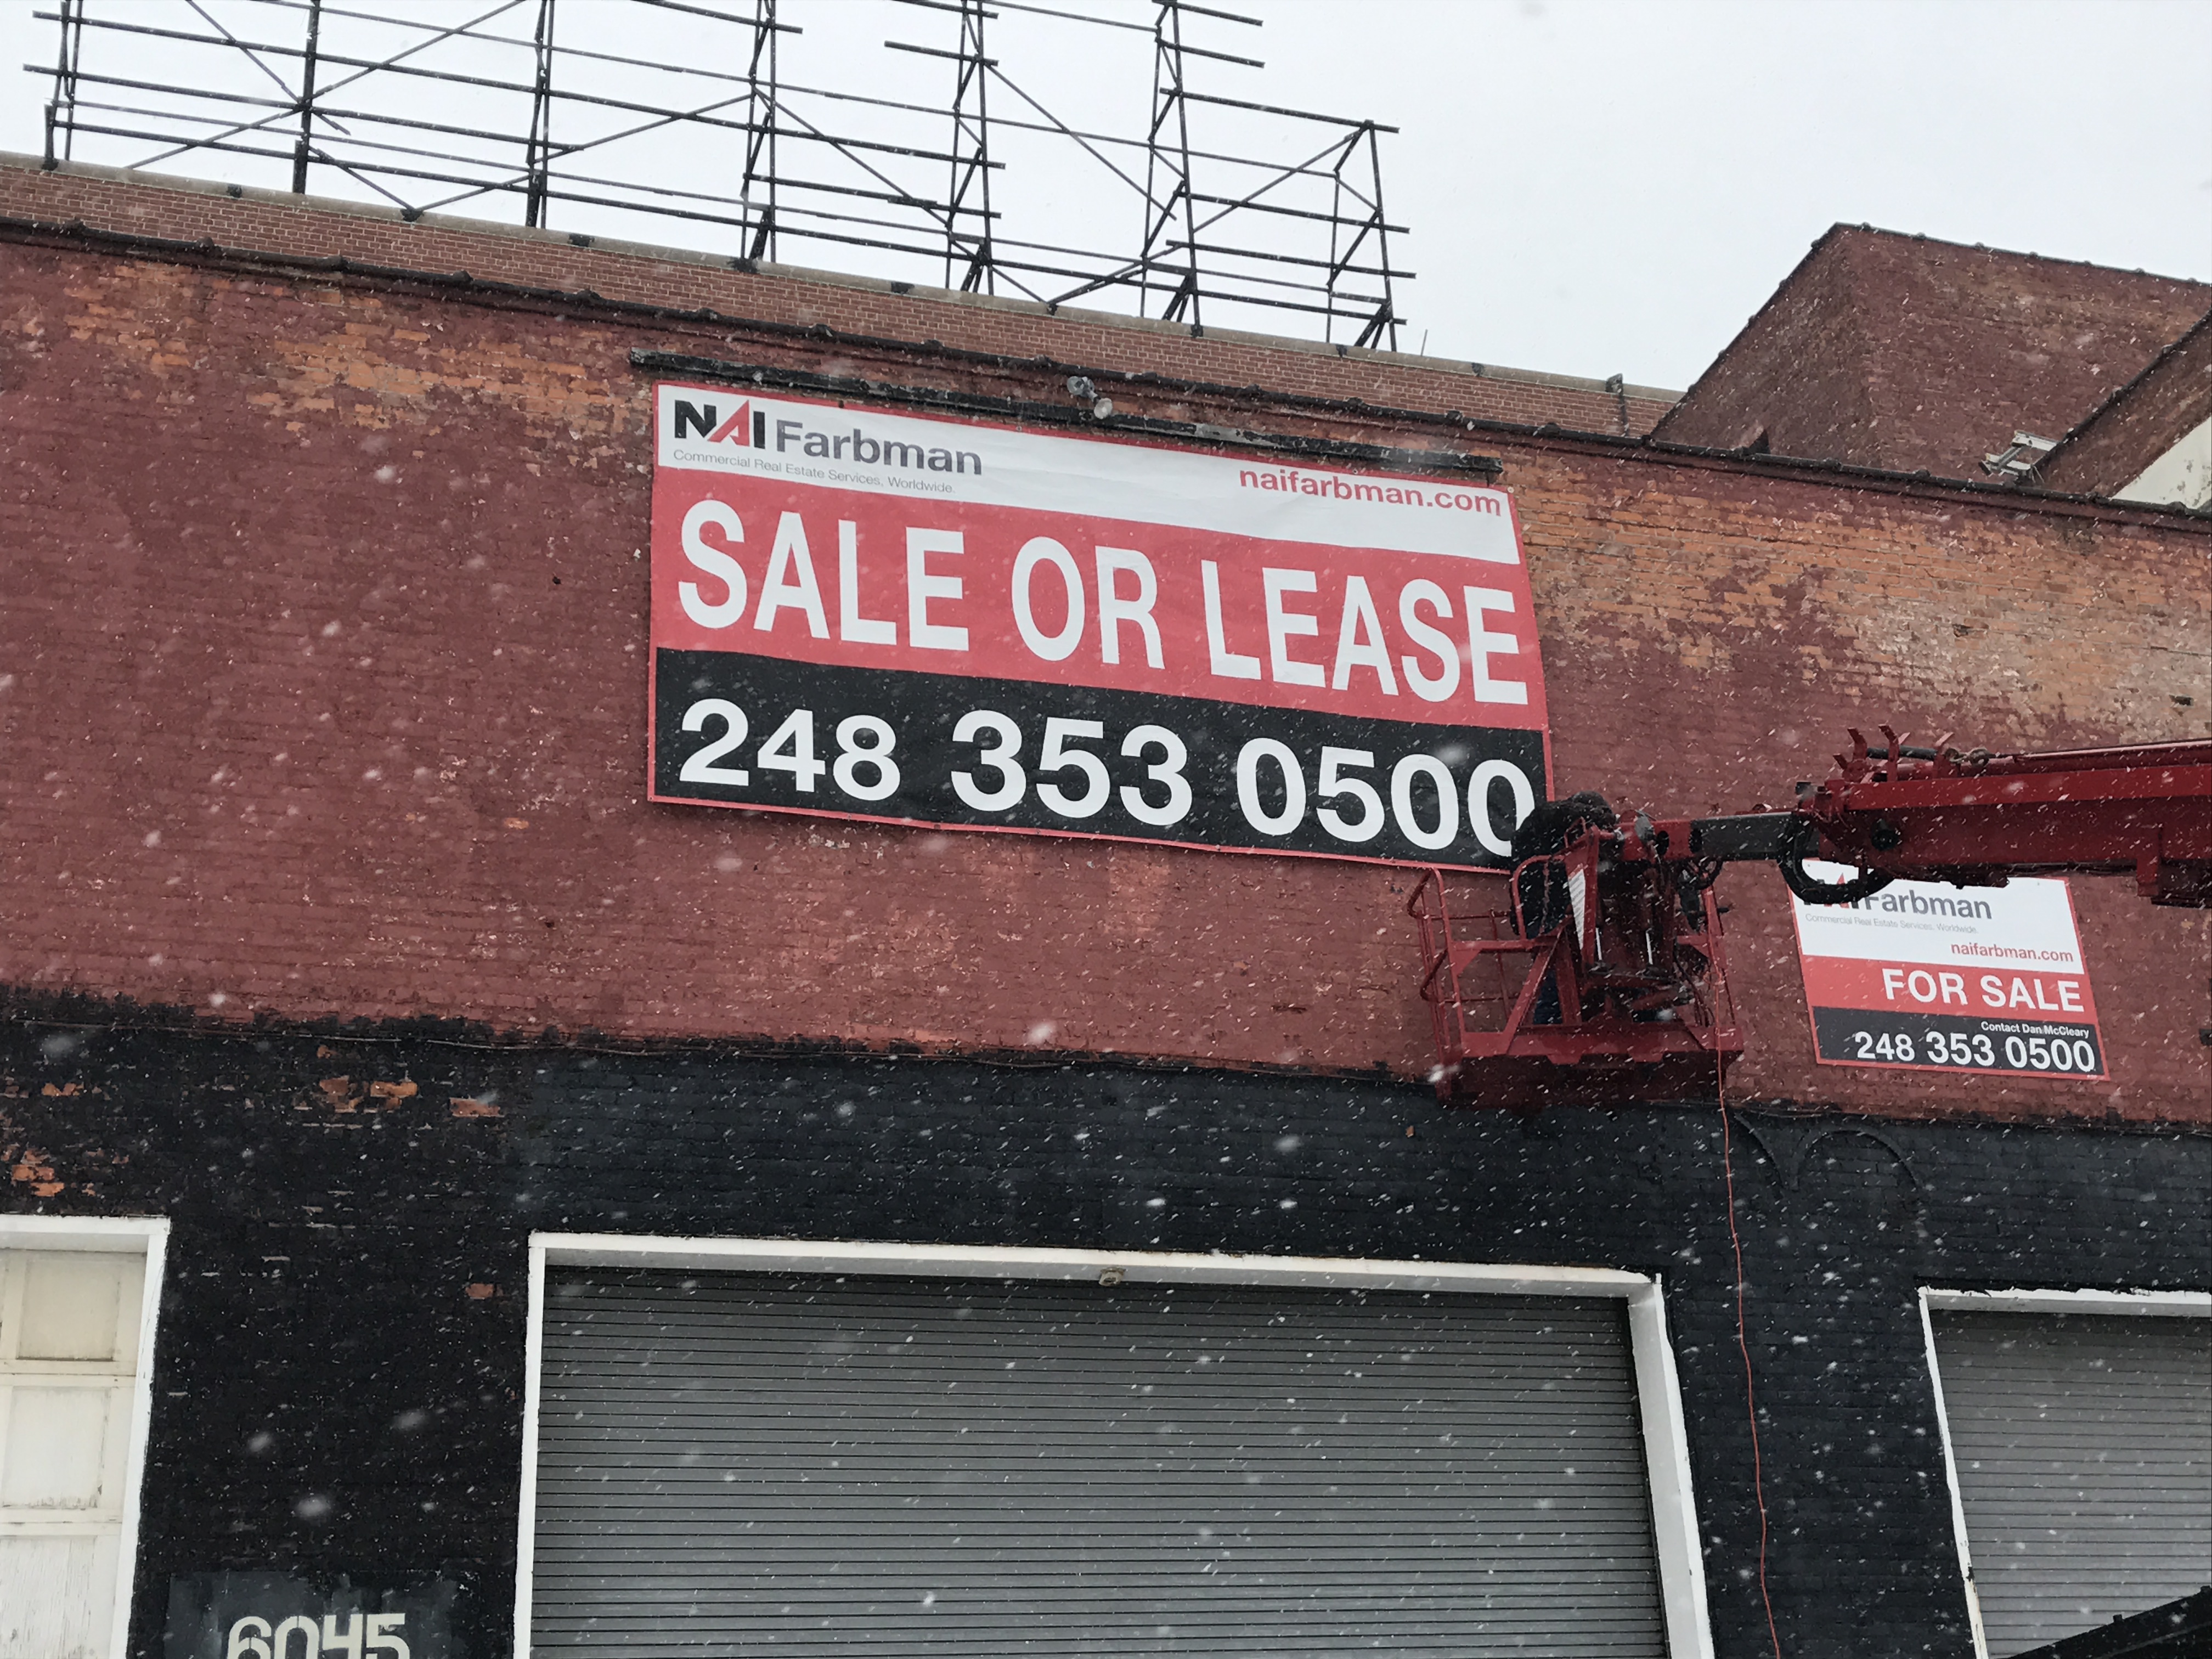 NAI Farbman
Commercial Real Estate Services, Worldwide.
naifarbman.com
SALE OR LEASE
248 353 0500
NAI Farbman
Commercial Real Estate Services, Worldwide.
naifarbman.com
FOR SALE
Contact Dan McCleary
248 353 0500
6045